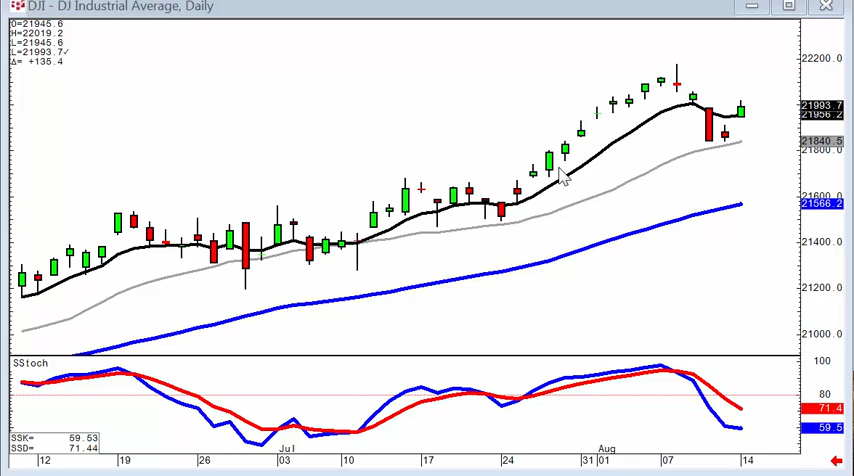 DJI - DJ Industrial Average, Daily
O=21945.6
H=22019.2
L=21945.6
L=21993.7✓
Δ= +135.4
22200.0
21993.7
21956.2
21840.5
21800.0
21600.0
21566.2
21400.0
21200.0
21000.0
SStoch
100
80
71.4
59.5
SSK= 59.53
SSD= 71.44
Jul
Aug
12
19
26
03
10
17
24
31
01
07
14